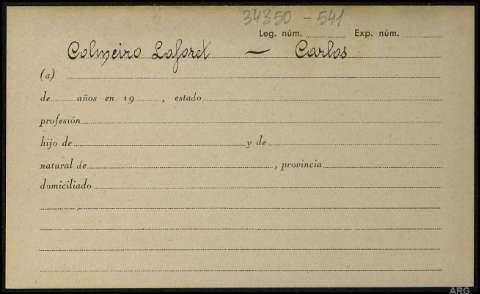 34350-541
Leg. núm. Exp. núm.
Colmeiro Laforet — Carlos
(a)
de años en 19 , estado
profesión
hijo de y de
natural de , provincia
domiciliado
ARG